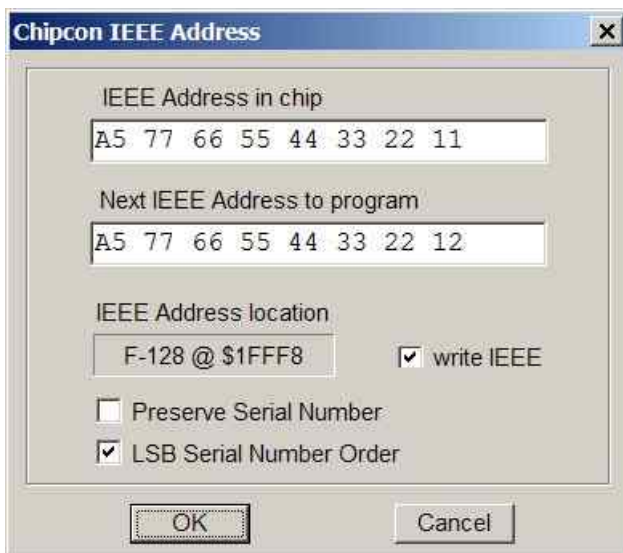 Chipcon IEEE Address
IEEE Address in chip
A5 77 66 55 44 33 22 11
Next IEEE Address to program
A5 77 66 55 44 33 22 12
IEEE Address location
F-128 @ $1FFF8 write IEEE
Preserve Serial Number
LSB Serial Number Order
OK Cancel